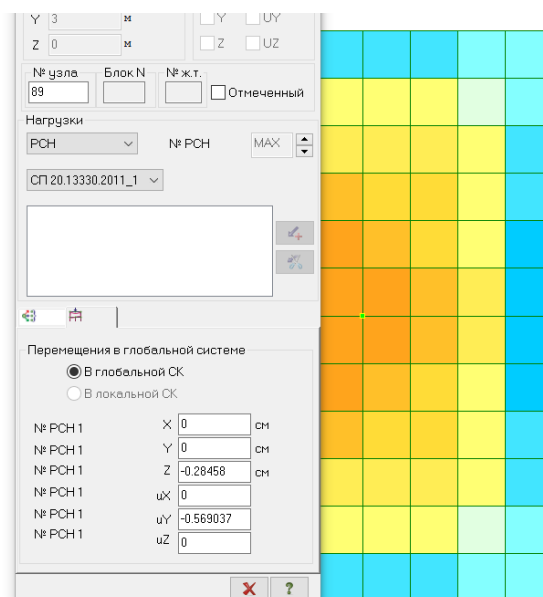 Y 3 м Y UY
Z 0 м Z UZ
№ узла Блок N № ж.т.
89 Отмеченный
Нагрузки
РСН № РСН MAX
СП 20.13330.2011_1
Перемещения в глобальной системе
В глобальной СК
В локальной СК
№ РСН 1 X 0 см
№ РСН 1 Y 0 см
№ РСН 1 Z -0.28458 см
№ РСН 1 uX 0
№ РСН 1 uY -0.569037
№ РСН 1 uZ 0
?